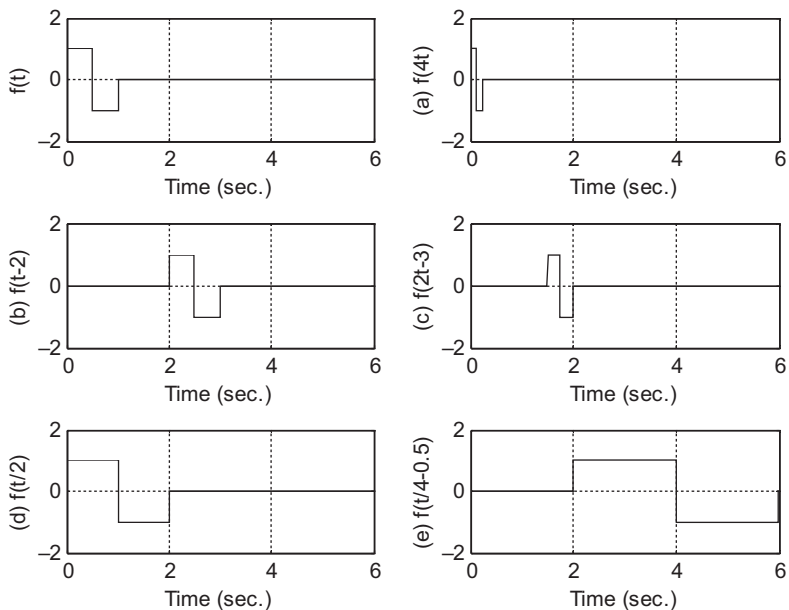 f(t)
2
0
–2
0 2 4 6
Time (sec.)
(a) f(4t)
2
0
–2
0 2 4 6
Time (sec.)
(b) f(t-2)
2
0
–2
0 2 4 6
Time (sec.)
(c) f(2t-3)
2
0
–2
0 2 4 6
Time (sec.)
(d) f(t/2)
2
0
–2
0 2 4 6
Time (sec.)
(e) f(t/4-0.5)
2
0
–2
0 2 4 6
Time (sec.)